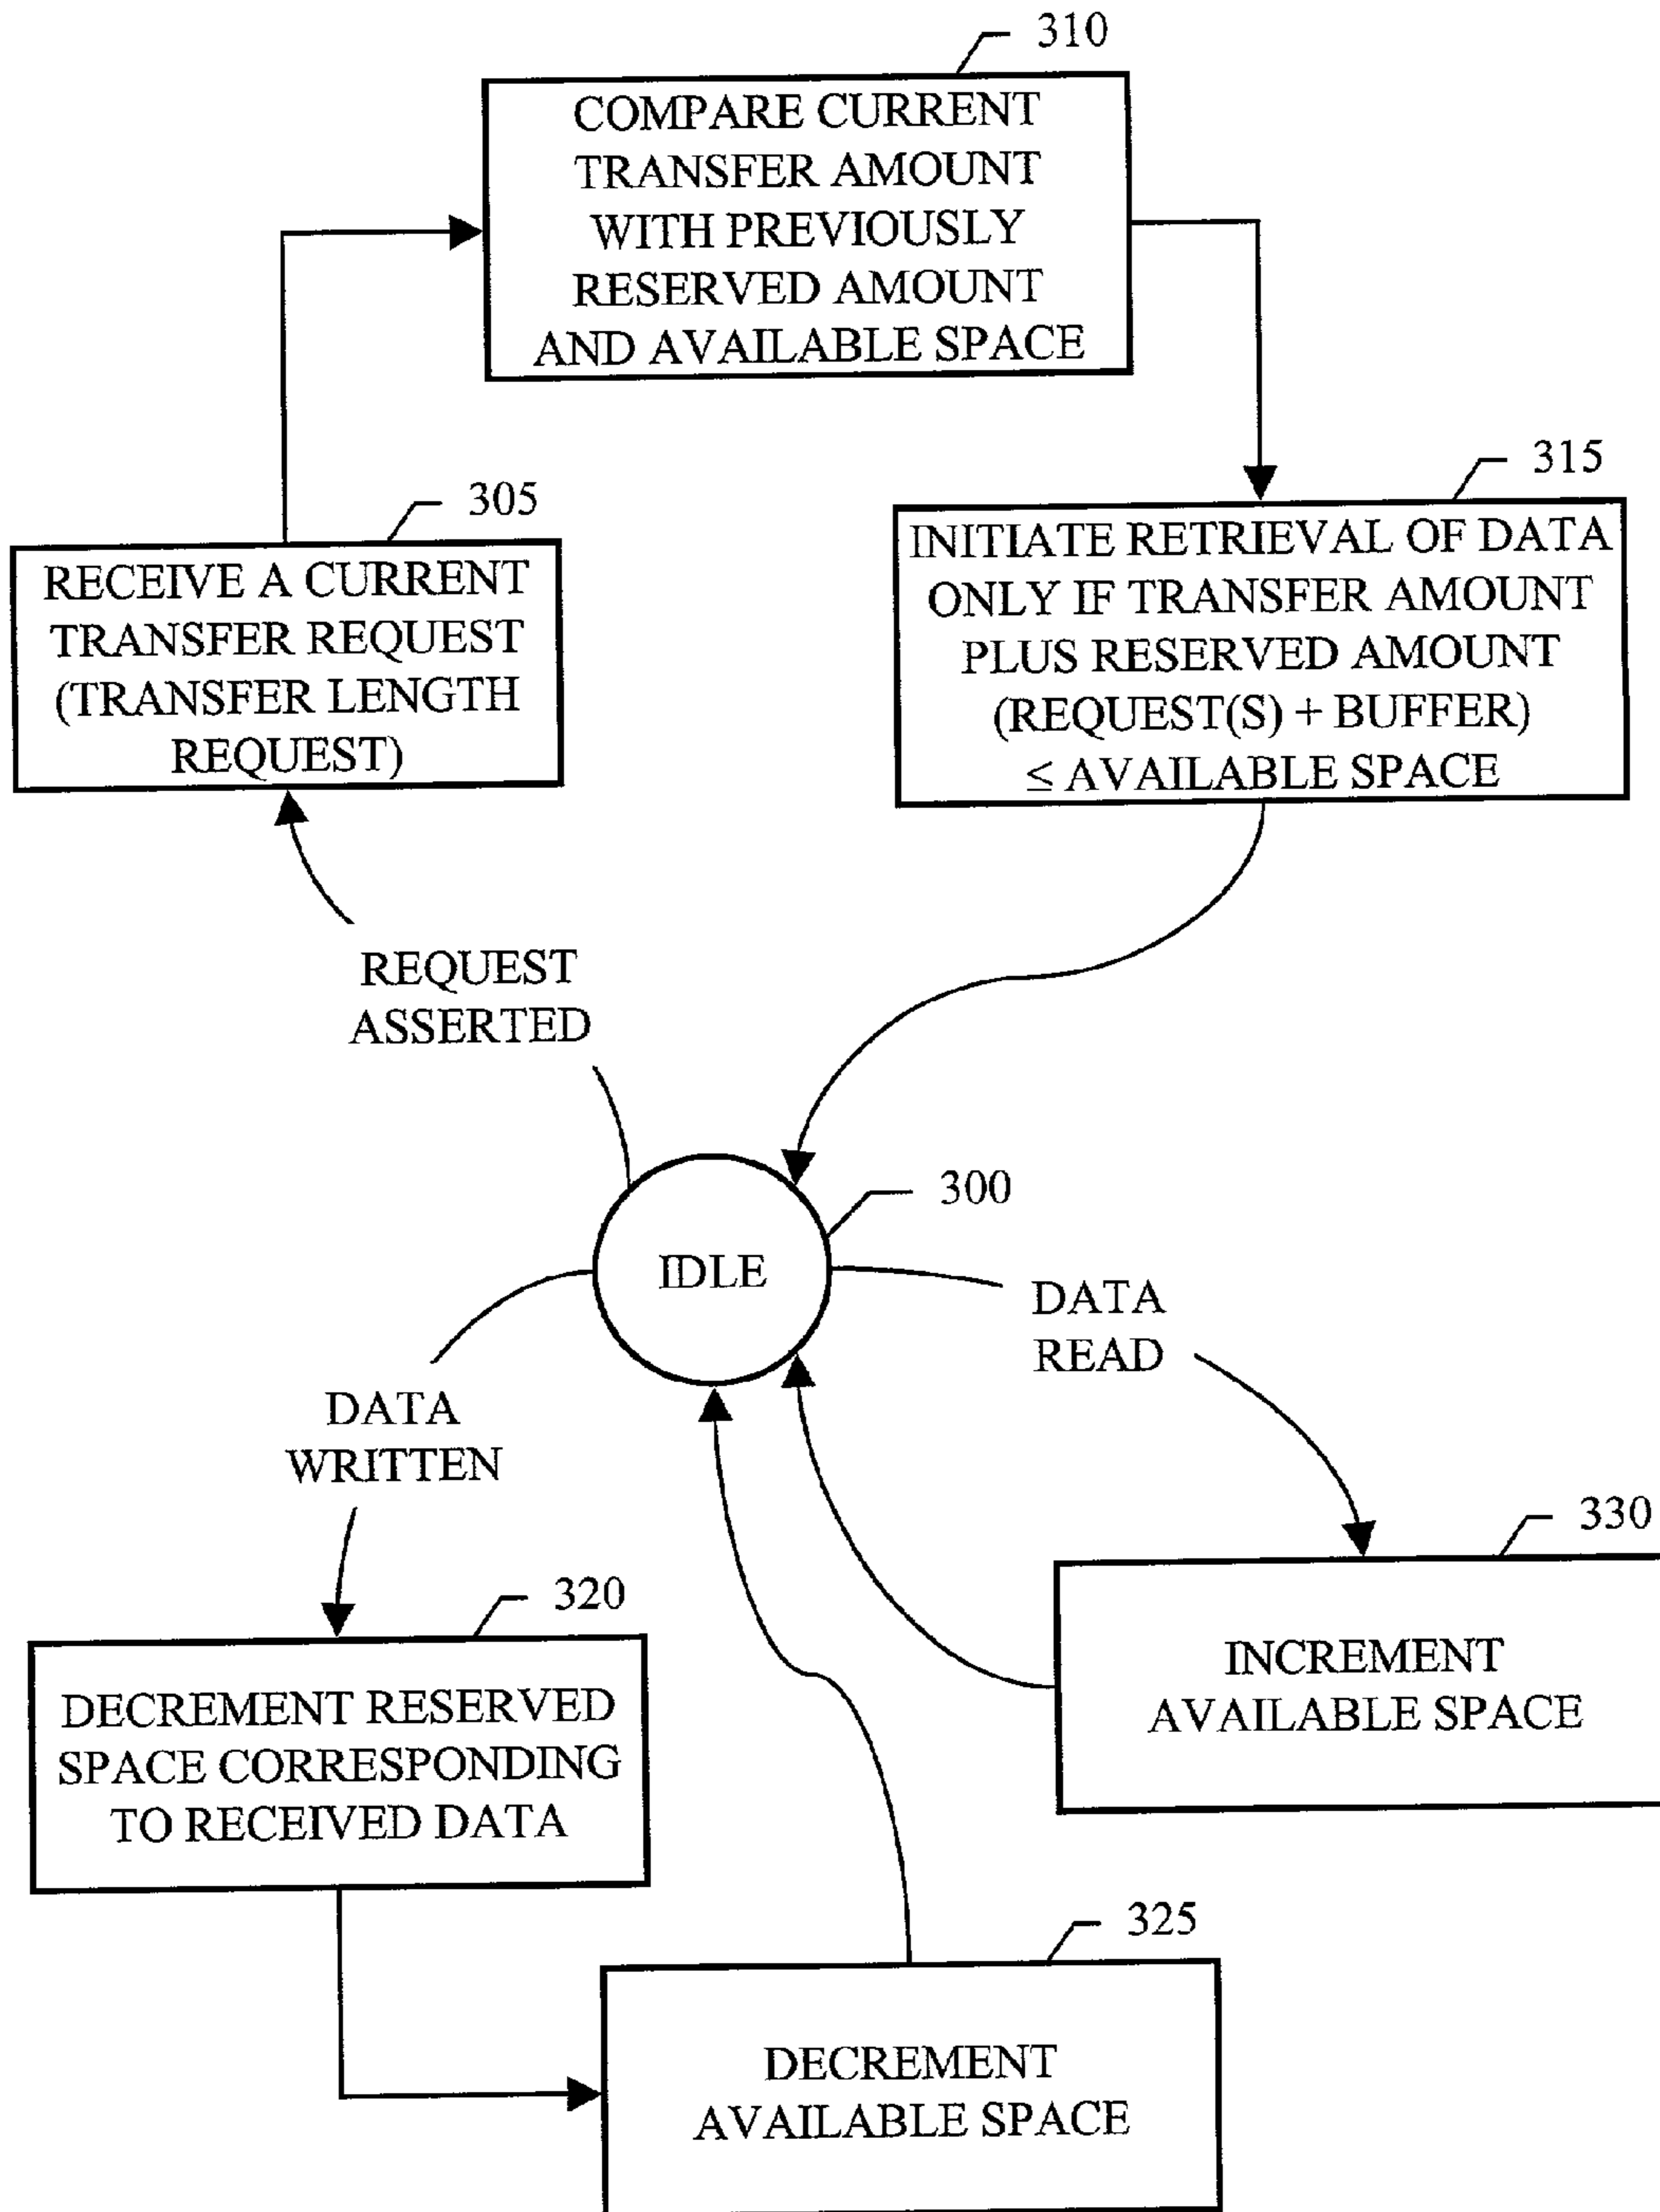 310
COMPARE CURRENT
TRANSFER AMOUNT
WITH PREVIOUSLY
RESERVED AMOUNT
AND AVAILABLE SPACE
315
INITIATE RETRIEVAL OF DATA
ONLY IF TRANSFER AMOUNT
PLUS RESERVED AMOUNT
(REQUEST(S) + BUFFER)
≤ AVAILABLE SPACE
305
RECEIVE A CURRENT
TRANSFER REQUEST
(TRANSFER LENGTH
REQUEST)
REQUEST
ASSERTED
300
IDLE
DATA
READ
DATA
WRITTEN
330
INCREMENT
AVAILABLE SPACE
320
DECREMENT RESERVED
SPACE CORRESPONDING
TO RECEIVED DATA
325
DECREMENT
AVAILABLE SPACE